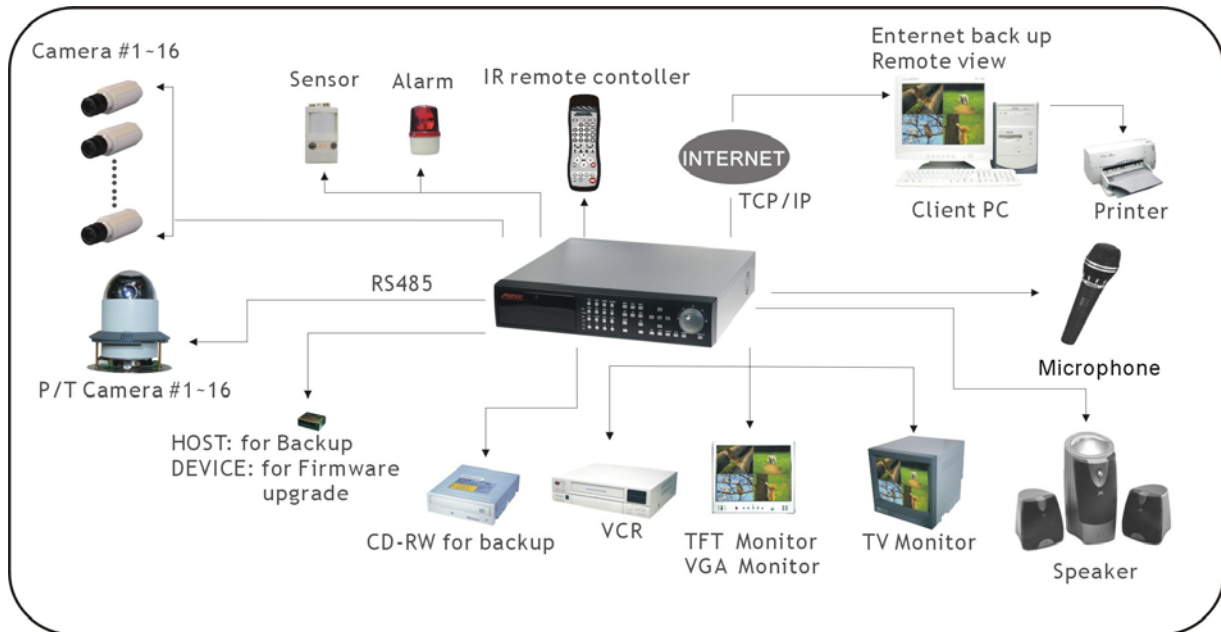 Camera #1~16
Sensor
Alarm
IR remote contoller
Enternet back up
Remote view
INTERNET
TCP/IP
Client PC
Printer
RS485
P/T Camera #1~16
Microphone
HOST: for Backup
DEVICE: for Firmware
upgrade
CD-RW for backup
VCR
TFT Monitor
VGA Monitor
TV Monitor
Speaker